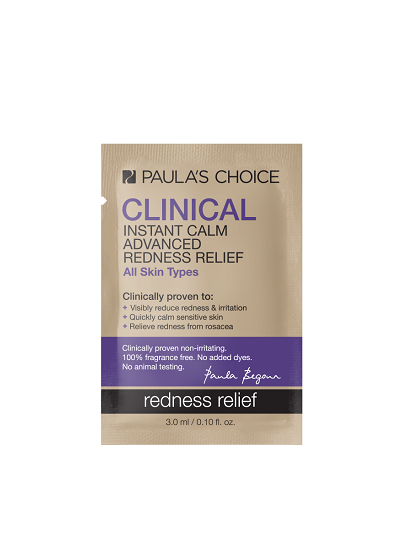 PAULA'S CHOICE
CLINICAL
INSTANT CALM
ADVANCED
REDNESS RELIEF
All Skin Types
Clinically proven to:
+ Visibly reduce redness & irritation
+ Quickly calm sensitive skin
+ Relieve redness from rosacea
Clinically proven non-irritating.
100% fragrance free. No added dyes.
No animal testing.
Paula Begoun
redness relief
3.0 ml / 0.10 fl. oz.